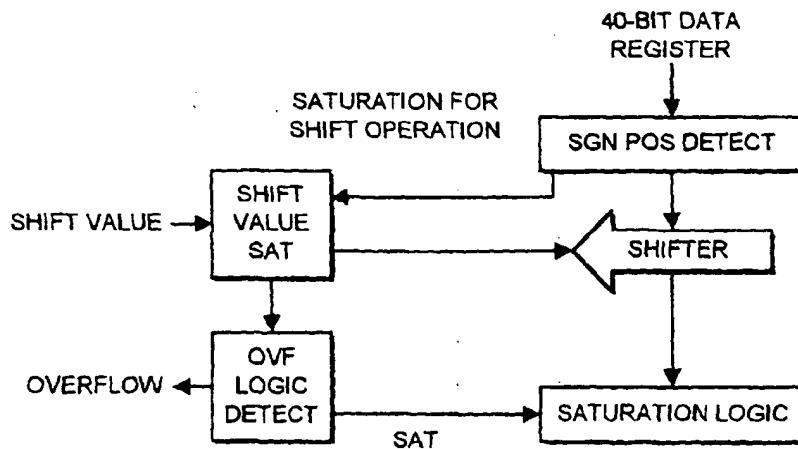 40-BIT DATA
REGISTER
SATURATION FOR
SHIFT OPERATION
SGN POS DETECT
SHIFT
VALUE
SAT
SHIFT VALUE
SHIFTER
OVF
LOGIC
DETECT
OVERFLOW
SAT
SATURATION LOGIC